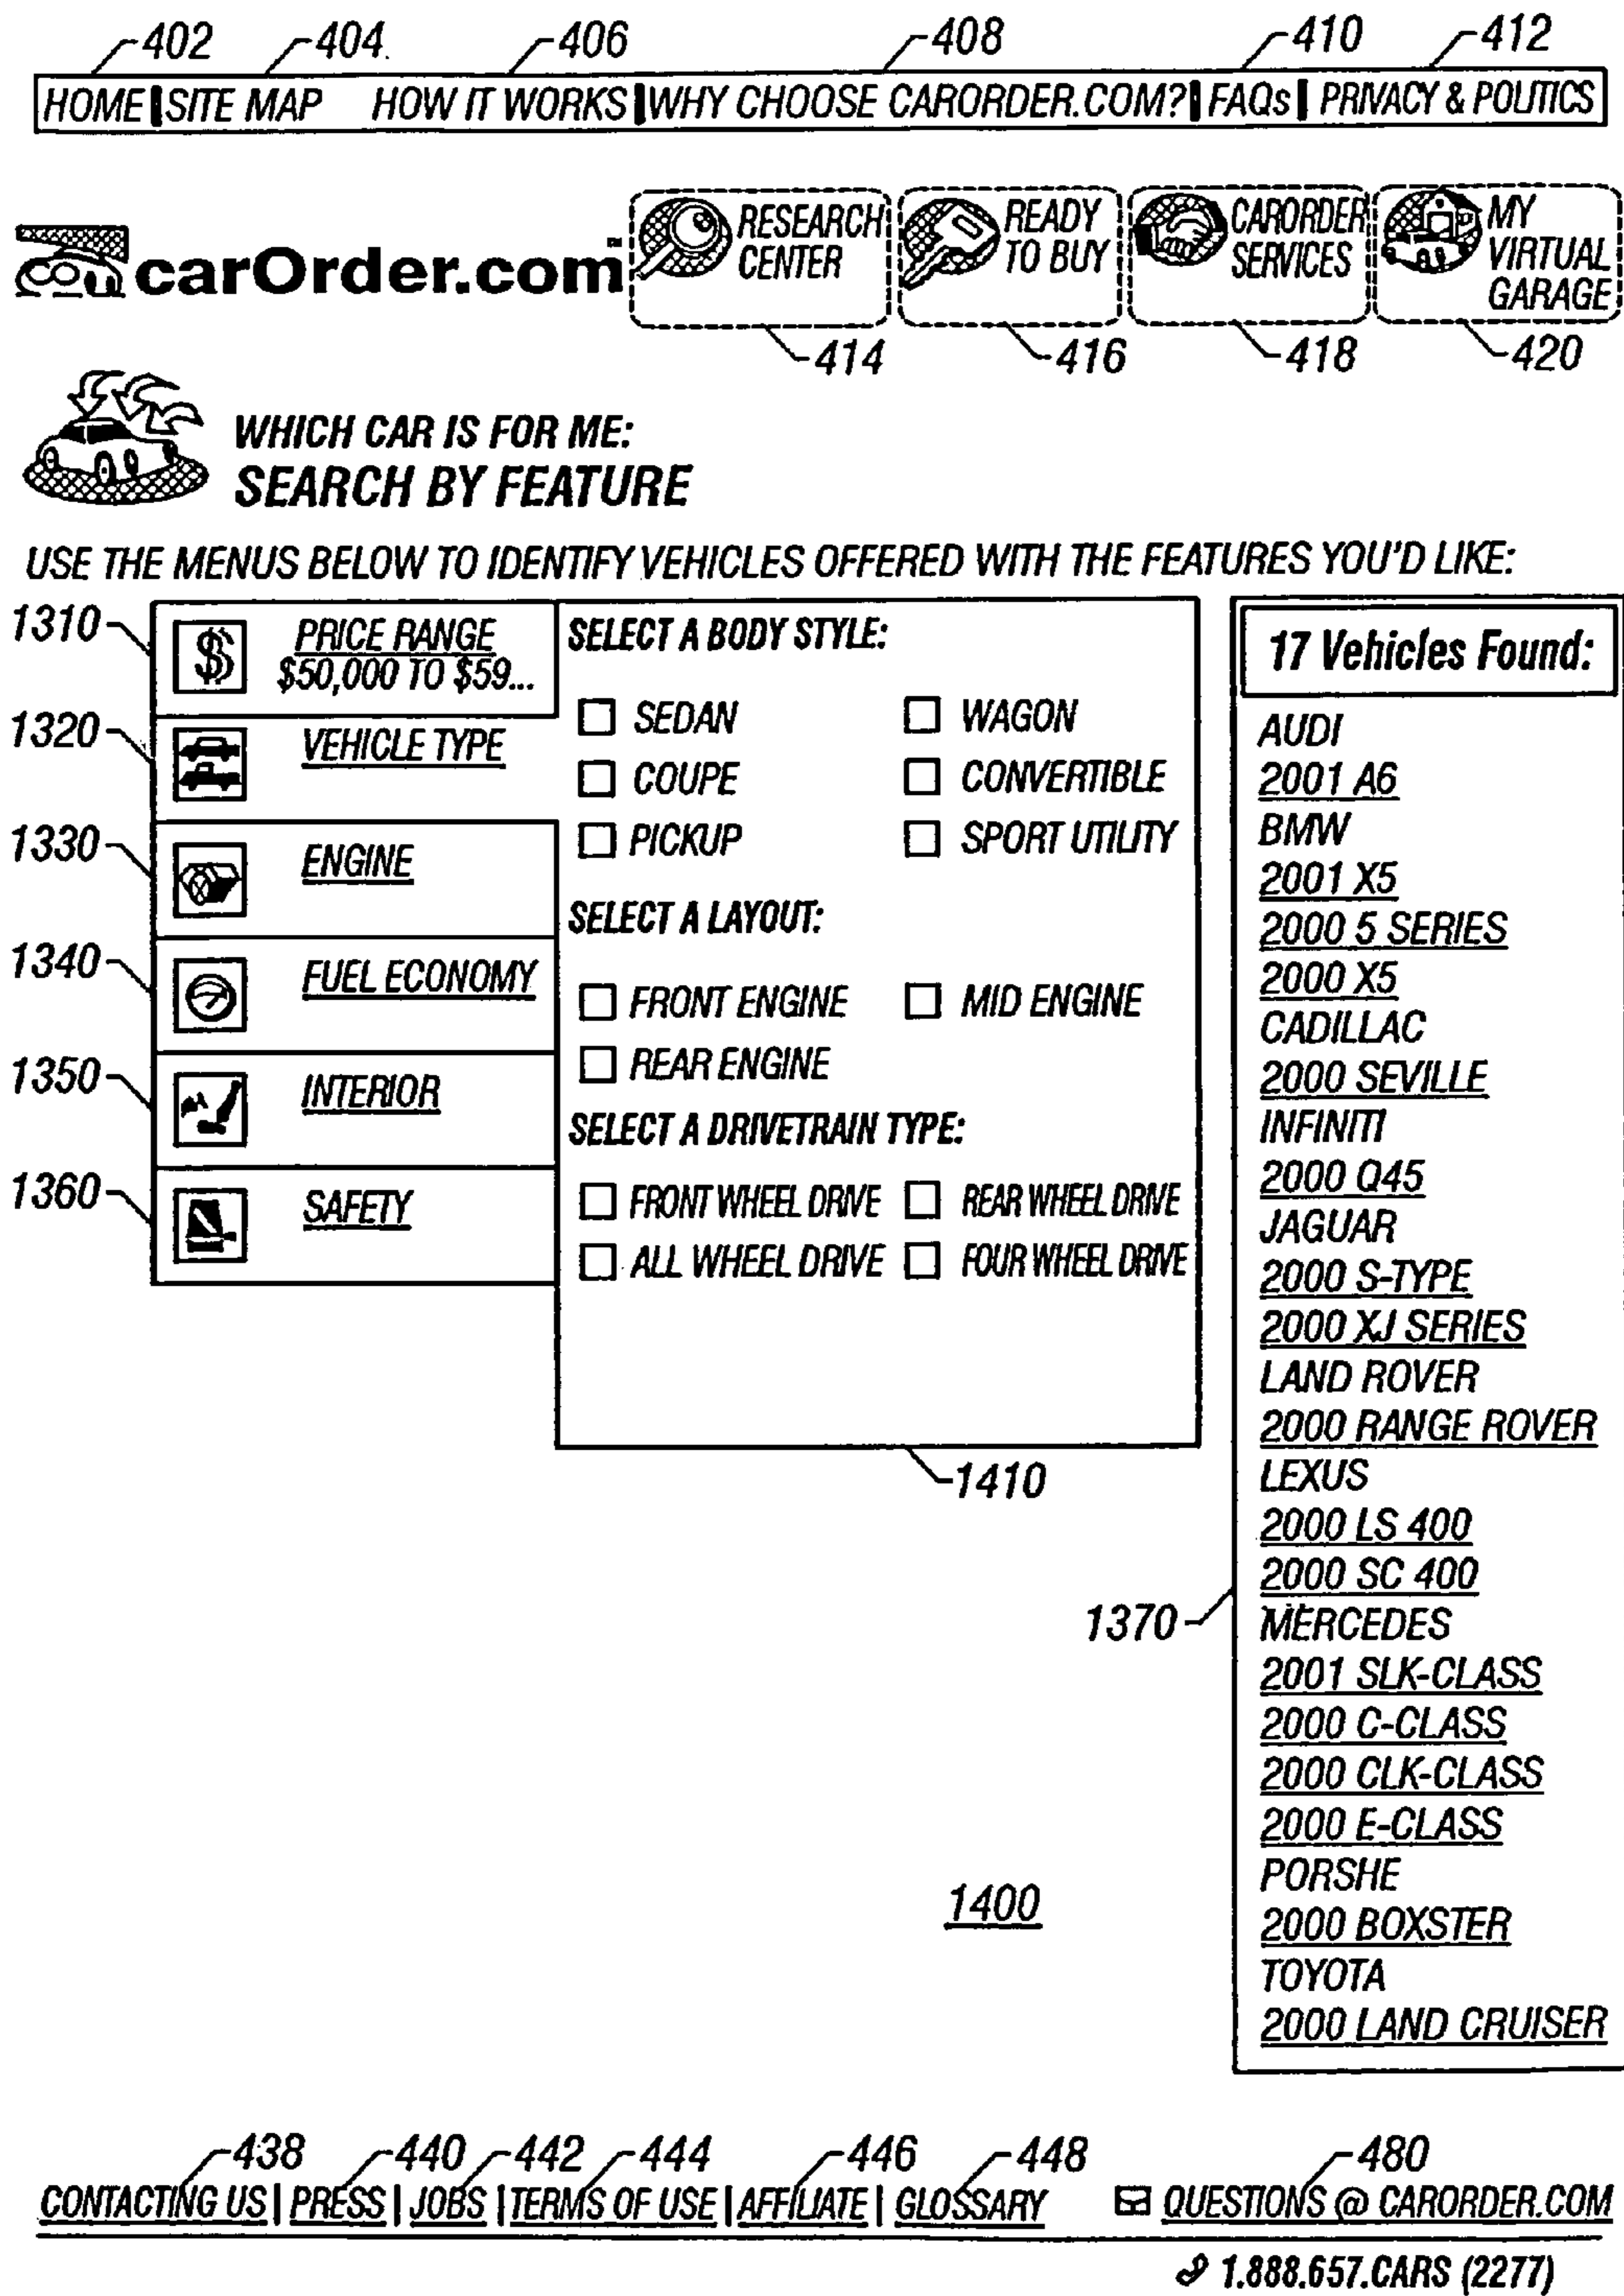 402 404 406 408 410 412
HOME | SITE MAP HOW IT WORKS | WHY CHOOSE CARORDER.COM? | FAQs | PRIVACY & POLITICS
carOrder.com™
RESEARCH CENTER
READY TO BUY
CARORDER SERVICES
MY VIRTUAL GARAGE
414 416 418 420
WHICH CAR IS FOR ME:
SEARCH BY FEATURE
USE THE MENUS BELOW TO IDENTIFY VEHICLES OFFERED WITH THE FEATURES YOU'D LIKE:
1310 $ PRICE RANGE
$50,000 TO $59...
1320 VEHICLE TYPE
1330 ENGINE
1340 FUEL ECONOMY
1350 INTERIOR
1360 SAFETY
SELECT A BODY STYLE:
SEDAN WAGON
COUPE CONVERTIBLE
PICKUP SPORT UTILITY
SELECT A LAYOUT:
FRONT ENGINE MID ENGINE
REAR ENGINE
SELECT A DRIVETRAIN TYPE:
FRONT WHEEL DRIVE REAR WHEEL DRIVE
ALL WHEEL DRIVE FOUR WHEEL DRIVE
1410
17 Vehicles Found:
AUDI
2001 A6
BMW
2001 X5
2000 5 SERIES
2000 X5
CADILLAC
2000 SEVILLE
INFINITI
2000 Q45
JAGUAR
2000 S-TYPE
2000 XJ SERIES
LAND ROVER
2000 RANGE ROVER
LEXUS
2000 LS 400
2000 SC 400
MERCEDES
2001 SLK-CLASS
2000 C-CLASS
2000 CLK-CLASS
2000 E-CLASS
PORSHE
2000 BOXSTER
TOYOTA
2000 LAND CRUISER
1370
1400
438 440 442 444 446 448 480
CONTACTING US | PRESS | JOBS | TERMS OF USE | AFFILIATE | GLOSSARY QUESTIONS @ CARORDER.COM
1.888.657.CARS (2277)